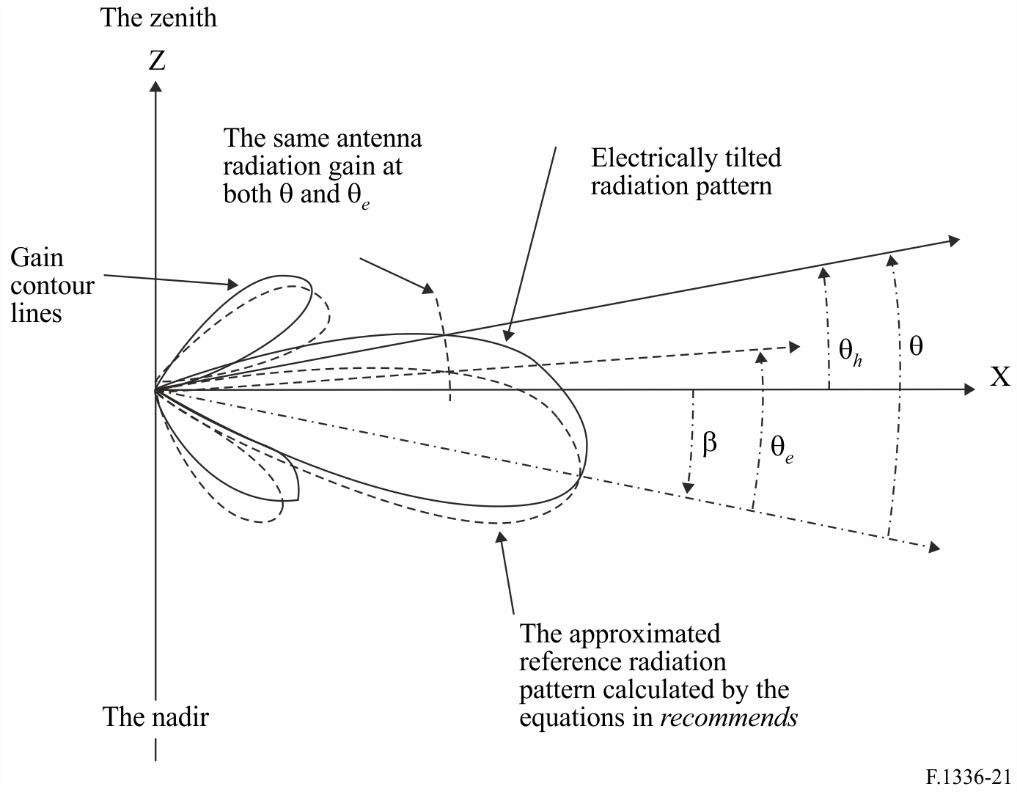 The zenith
Z
The same antenna
radiation gain at
both θ and θe
Electrically tilted
radiation pattern
Gain
contour
lines
θh
θ
X
β
θe
The approximated
reference radiation
pattern calculated by the
equations in recommends
The nadir
F.1336-21